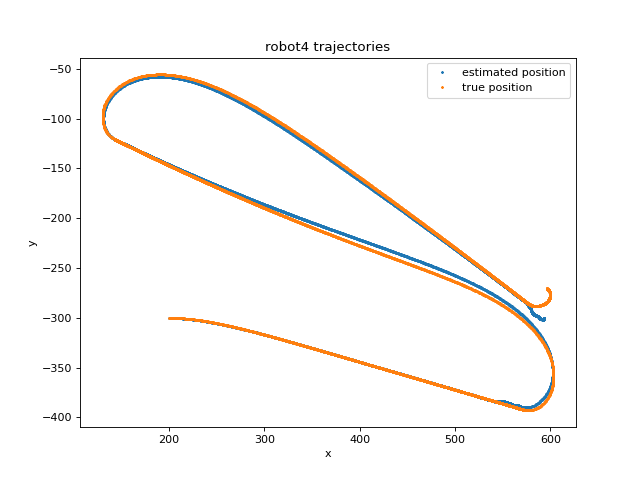 robot4 trajectories
estimated position
true position
−50
−100
−150
−200
−250
−300
−350
−400
y
200
300
400
500
600
x